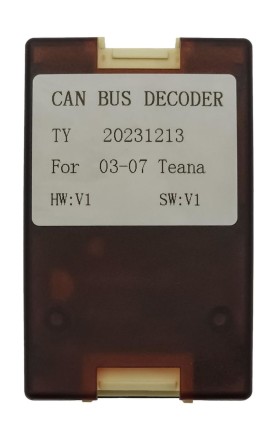 CAN BUS DECODER
TY 20231213
For 03-07 Teana
HW:V1 SW:V1